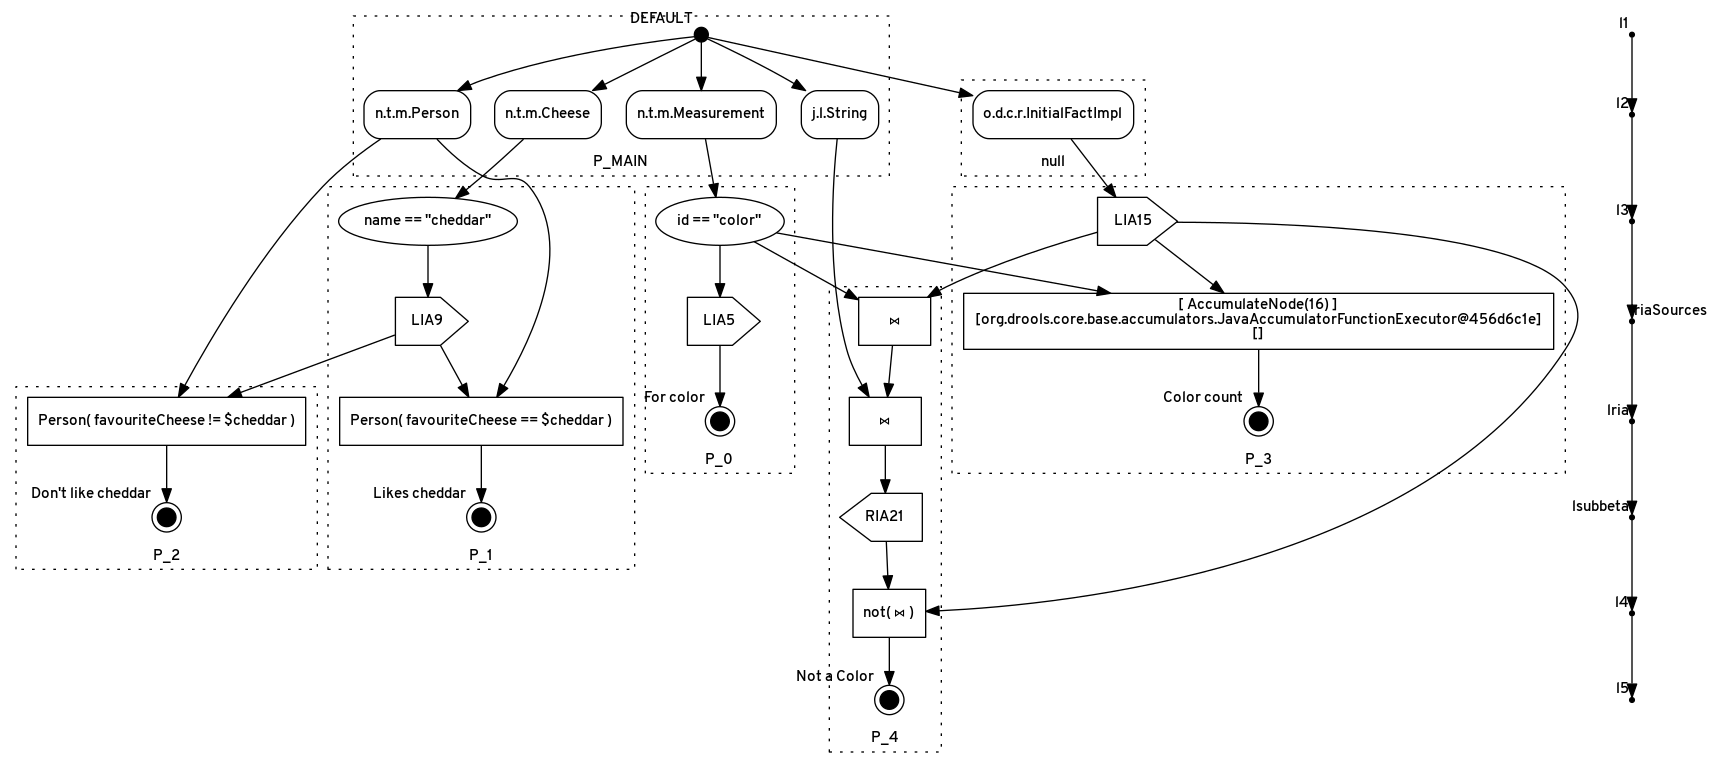 DEFAULT
l1
n.t.m.Person
n.t.m.Cheese
n.t.m.Measurement
j.l.String
o.d.c.r.InitialFactImpl
l2
P_MAIN
null
name == "cheddar"
id == "color"
LIA15
l3
LIA9
LIA5
⋈
[ AccumulateNode(16) ]
[org.drools.core.base.accumulators.JavaAccumulatorFunctionExecutor@456d6c1e]
[]
lriaSources
For color
Color count
Person( favouriteCheese != $cheddar )
Person( favouriteCheese == $cheddar )
⋈
lria
P_0
P_3
Don't like cheddar
Likes cheddar
RIA21
lsubbeta
P_2
P_1
not( ⋈ )
l4
Not a Color
l5
P_4